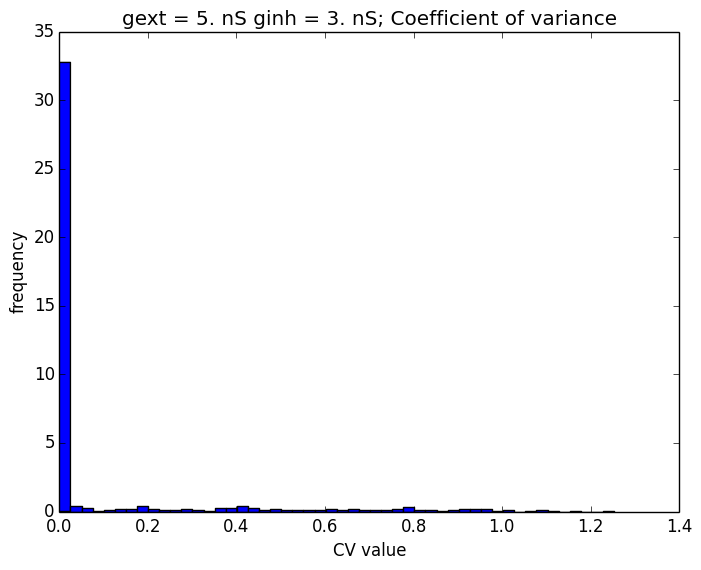 gext = 5. nS ginh = 3. nS; Coefficient of variance
35
30
25
20
15
10
5
0
frequency
0.0 0.2 0.4 0.6 0.8 1.0 1.2 1.4
CV value